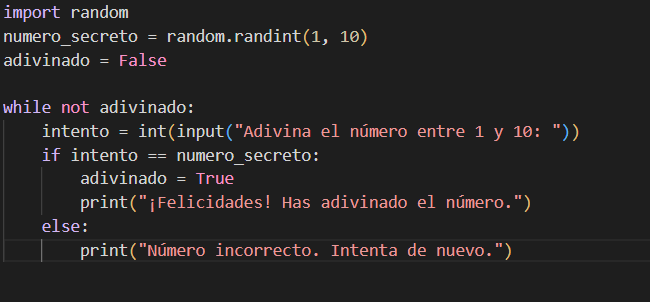 import random
numero_secreto = random.randint(1, 10)
adivinado = False
while not adivinado:
    intento = int(input("Adivina el número entre 1 y 10: "))
    if intento == numero_secreto:
        adivinado = True
        print("¡Felicidades! Has adivinado el número.")
    else:
        print("Número incorrecto. Intenta de nuevo.")